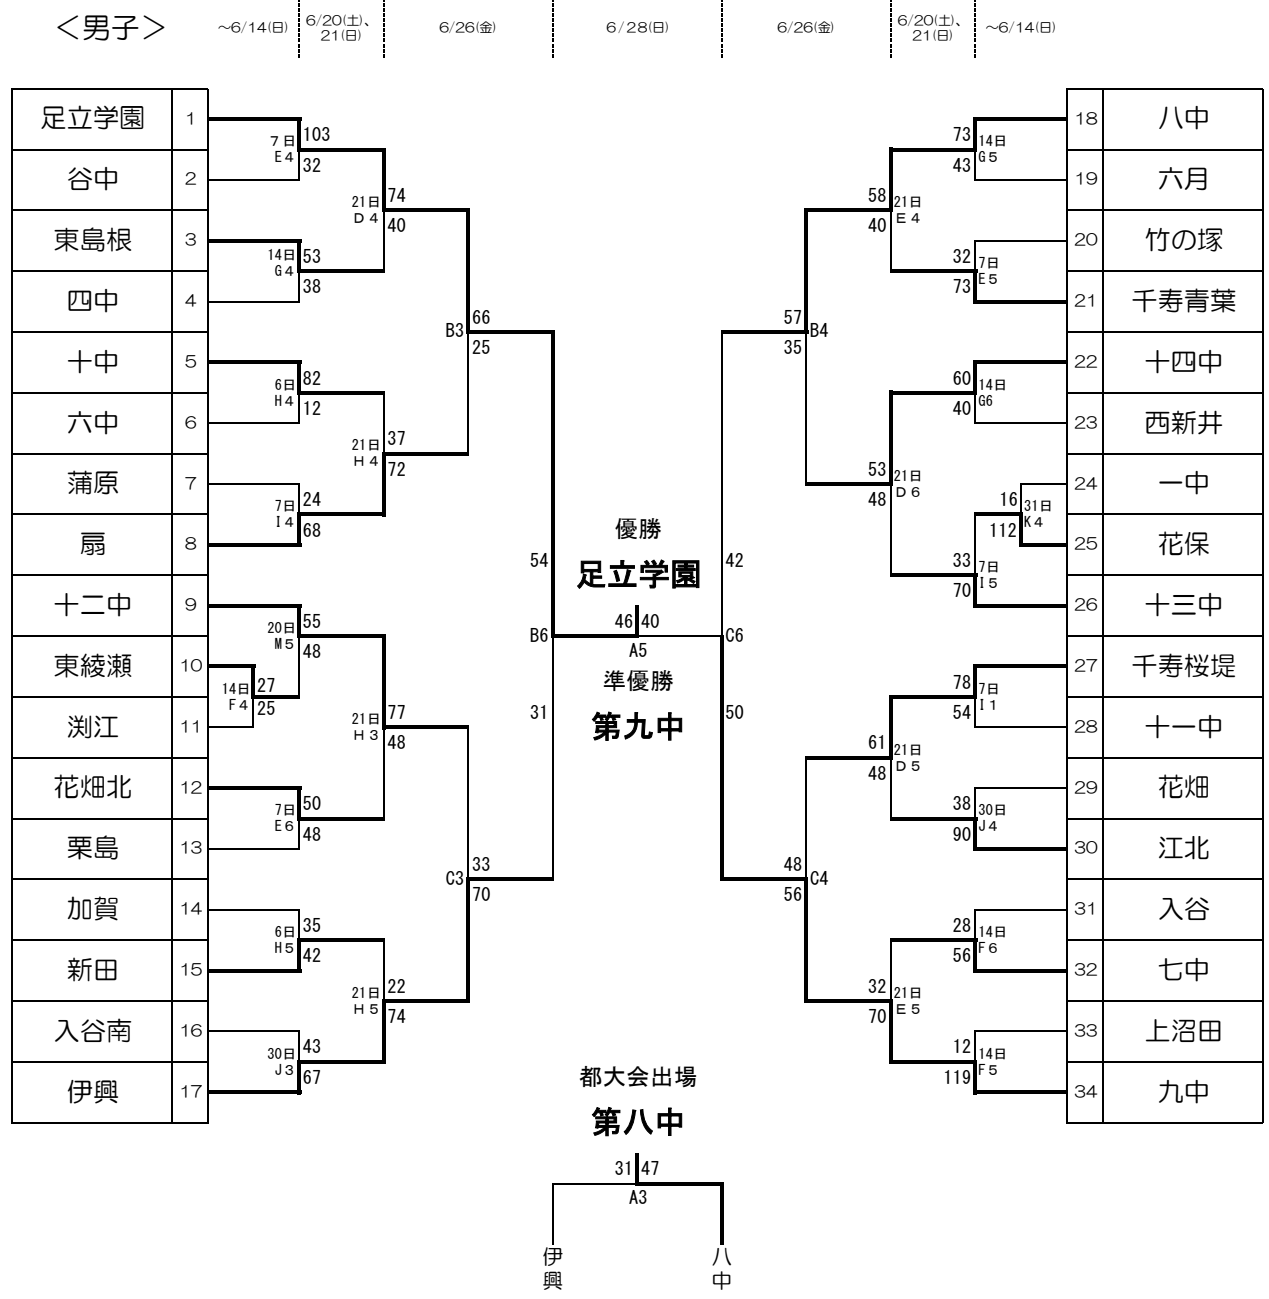 ＜男子＞
～6/14(日)
6/20(土)、
21(日)
6/26(金)
6/28(日)
6/26(金)
6/20(土)、
21(日)
～6/14(日)
足立学園 1
谷中 2
東島根 3
四中 4
十中 5
六中 6
蒲原 7
扇 8
十二中 9
東綾瀬 10
渕江 11
花畑北 12
栗島 13
加賀 14
新田 15
入谷南 16
伊興 17
7日
E4
103
32
14日
G4
53
38
6日
H4
82
12
7日
I4
24
68
20日
M5
55
48
14日
F4
27
25
7日
E6
50
48
6日
H5
35
42
30日
J3
43
67
21日
D4
74
40
21日
H4
37
72
21日
H3
77
48
21日
H5
22
74
B3
66
25
C3
33
70
54
B6
31
優勝
足立学園
46 40
A5
準優勝
第九中
42
C6
50
57
B4
35
48
C4
56
58
21日
E4
40
53
21日
D6
48
61
21日
D5
48
32
21日
E5
70
73
14日
G5
43
32
7日
E5
73
60
14日
G6
40
16
31日
K4
112
33
7日
I5
70
78
7日
I1
54
38
30日
J4
90
28
14日
F6
56
12
14日
F5
119
18 八中
19 六月
20 竹の塚
21 千寿青葉
22 十四中
23 西新井
24 一中
25 花保
26 十三中
27 千寿桜堤
28 十一中
29 花畑
30 江北
31 入谷
32 七中
33 上沼田
34 九中
都大会出場
第八中
31 47
A3
伊興
八中